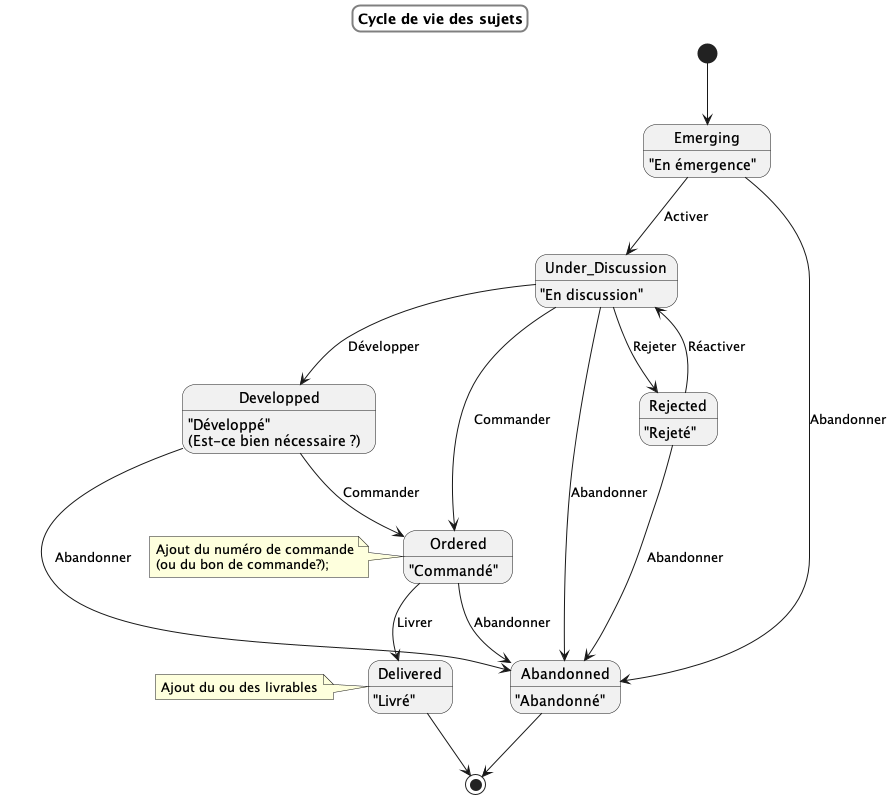 Cycle de vie des sujets
Emerging
"En émergence"
Activer
Under_Discussion
"En discussion"
Développer
Rejeter
Réactiver
Developped
"Développé"
(Est-ce bien nécessaire ?)
Rejected
"Rejeté"
Commander
Abandonner
Commander
Abandonner
Ordered
"Commandé"
Ajout du numéro de commande
(ou du bon de commande?);
Abandonner
Abandonner
Livrer
Abandonner
Delivered
"Livré"
Ajout du ou des livrables
Abandonned
"Abandonné"